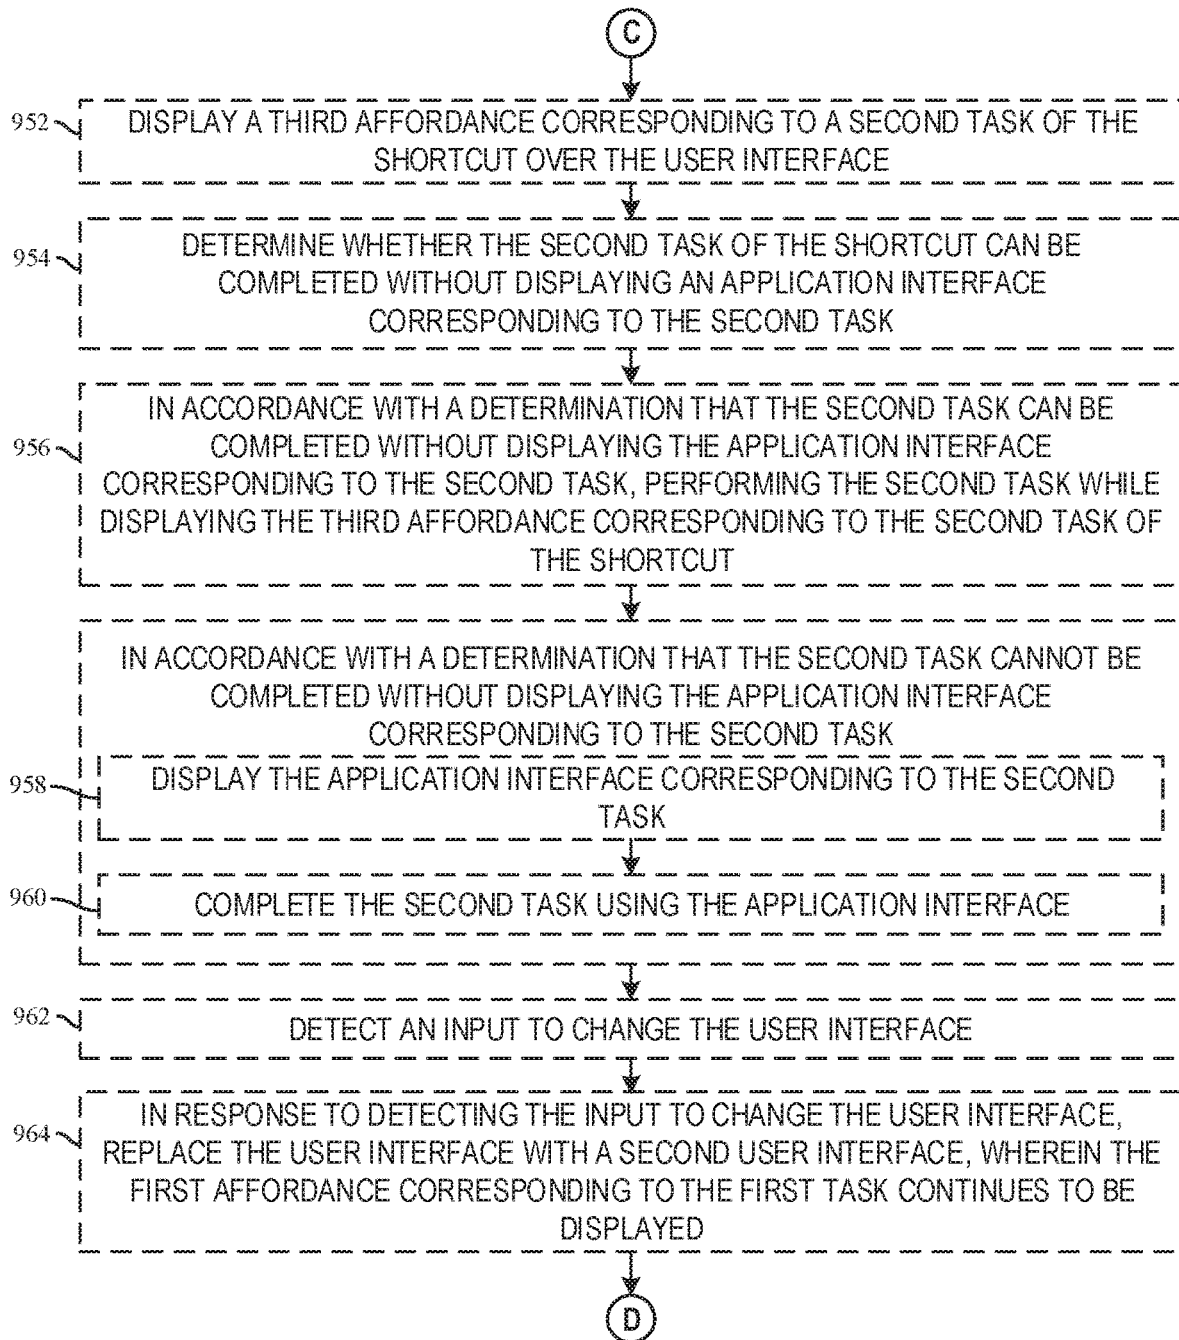 C
952
DISPLAY A THIRD AFFORDANCE CORRESPONDING TO A SECOND TASK OF THE
SHORTCUT OVER THE USER INTERFACE
954
DETERMINE WHETHER THE SECOND TASK OF THE SHORTCUT CAN BE
COMPLETED WITHOUT DISPLAYING AN APPLICATION INTERFACE
CORRESPONDING TO THE SECOND TASK
956
IN ACCORDANCE WITH A DETERMINATION THAT THE SECOND TASK CAN BE
COMPLETED WITHOUT DISPLAYING THE APPLICATION INTERFACE
CORRESPONDING TO THE SECOND TASK, PERFORMING THE SECOND TASK WHILE
DISPLAYING THE THIRD AFFORDANCE CORRESPONDING TO THE SECOND TASK OF
THE SHORTCUT
IN ACCORDANCE WITH A DETERMINATION THAT THE SECOND TASK CANNOT BE
COMPLETED WITHOUT DISPLAYING THE APPLICATION INTERFACE
CORRESPONDING TO THE SECOND TASK
958
DISPLAY THE APPLICATION INTERFACE CORRESPONDING TO THE SECOND
TASK
960
COMPLETE THE SECOND TASK USING THE APPLICATION INTERFACE
962
DETECT AN INPUT TO CHANGE THE USER INTERFACE
964
IN RESPONSE TO DETECTING THE INPUT TO CHANGE THE USER INTERFACE,
REPLACE THE USER INTERFACE WITH A SECOND USER INTERFACE, WHEREIN THE
FIRST AFFORDANCE CORRESPONDING TO THE FIRST TASK CONTINUES TO BE
DISPLAYED
D